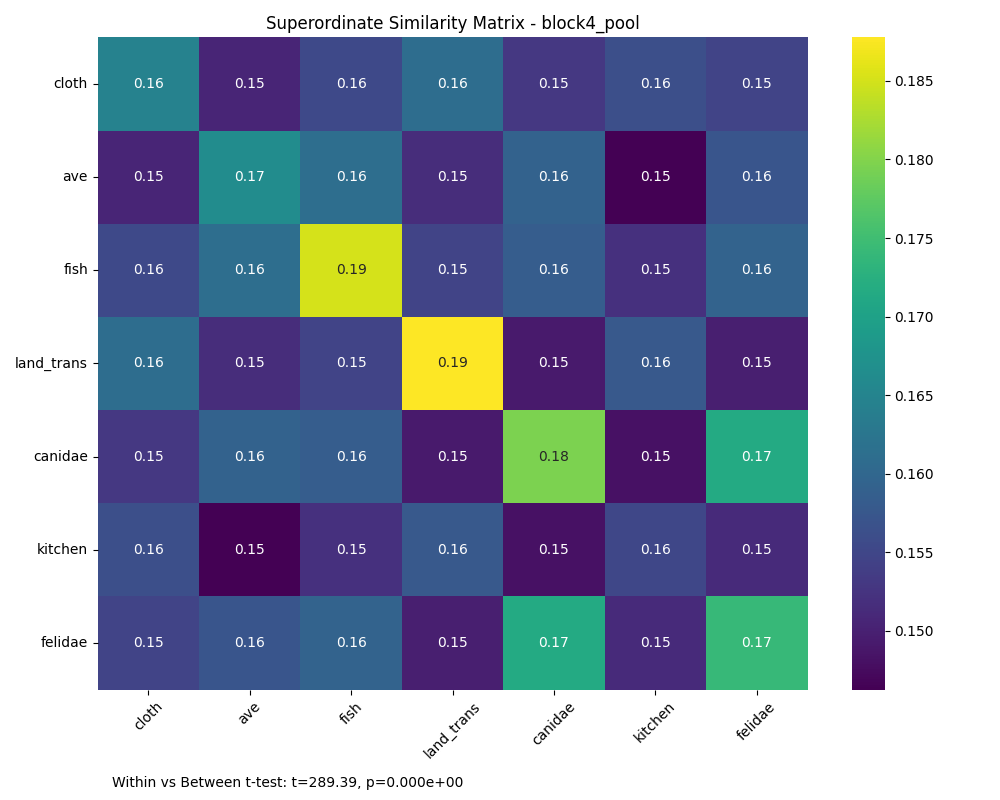 Superordinate Similarity Matrix - block4_pool
cloth 0.16 0.15 0.16 0.16 0.15 0.16 0.15
ave 0.15 0.17 0.16 0.15 0.16 0.15 0.16
fish 0.16 0.16 0.19 0.15 0.16 0.15 0.16
land_trans 0.16 0.15 0.15 0.19 0.15 0.16 0.15
canidae 0.15 0.16 0.16 0.15 0.18 0.15 0.17
kitchen 0.16 0.15 0.15 0.16 0.15 0.16 0.15
felidae 0.15 0.16 0.16 0.15 0.17 0.15 0.17
cloth ave fish land_trans canidae kitchen felidae
0.185
0.180
0.175
0.170
0.165
0.160
0.155
0.150
Within vs Between t-test: t=289.39, p=0.000e+00